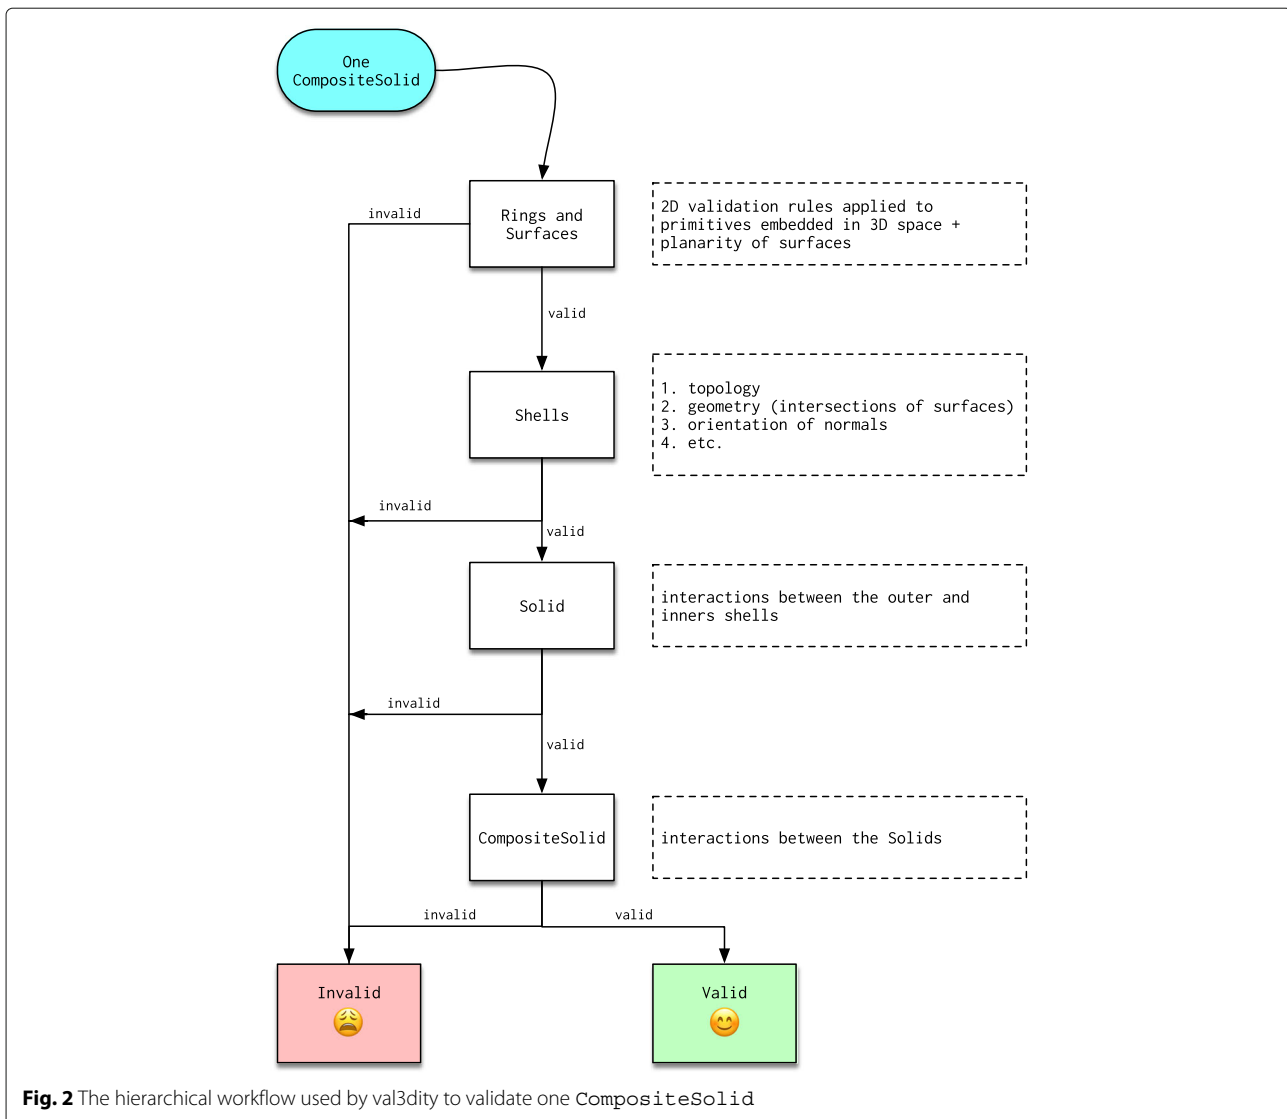 One
CompositeSolid
invalid
Rings and
Surfaces
2D validation rules applied to
primitives embedded in 3D space +
planarity of surfaces
valid
Shells
1. topology
2. geometry (intersections of surfaces)
3. orientation of normals
4. etc.
invalid
valid
Solid
interactions between the outer and
inners shells
invalid
valid
CompositeSolid
interactions between the Solids
invalid
valid
Invalid
Valid
Fig. 2 The hierarchical workflow used by val3dity to validate one CompositeSolid